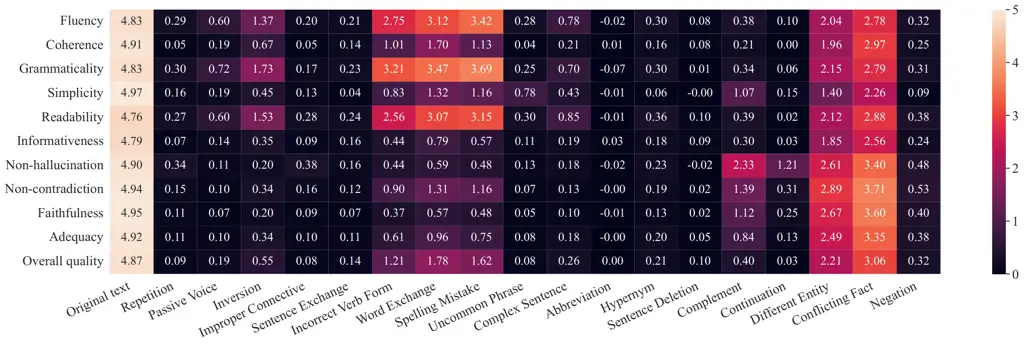 Fluency 4.83 0.29 0.60 1.37 0.20 0.21 2.75 3.12 3.42 0.28 0.78 -0.02 0.30 0.08 0.38 0.10 2.04 2.78 0.32
Coherence 4.91 0.05 0.19 0.67 0.05 0.14 1.01 1.70 1.13 0.04 0.21 0.01 0.16 0.08 0.21 0.00 1.96 2.97 0.25
Grammaticality 4.83 0.30 0.72 1.73 0.17 0.23 3.21 3.47 3.69 0.25 0.70 -0.07 0.30 0.01 0.34 0.06 2.15 2.79 0.31
Simplicity 4.97 0.16 0.19 0.45 0.13 0.04 0.83 1.32 1.16 0.78 0.43 -0.01 0.06 -0.00 1.07 0.15 1.40 2.26 0.09
Readability 4.76 0.27 0.60 1.53 0.28 0.24 2.56 3.07 3.15 0.30 0.85 -0.01 0.36 0.10 0.39 0.02 2.12 2.88 0.38
Informativeness 4.79 0.07 0.14 0.35 0.09 0.16 0.44 0.79 0.57 0.11 0.19 0.03 0.18 0.09 0.30 0.03 1.85 2.56 0.24
Non-hallucination 4.90 0.34 0.11 0.20 0.38 0.16 0.44 0.59 0.48 0.13 0.18 -0.02 0.23 -0.02 2.33 1.21 2.61 3.40 0.48
Non-contradiction 4.94 0.15 0.10 0.34 0.16 0.12 0.90 1.31 1.16 0.07 0.13 -0.00 0.19 0.02 1.39 0.31 2.89 3.71 0.53
Faithfulness 4.95 0.11 0.07 0.20 0.09 0.07 0.37 0.57 0.48 0.05 0.10 -0.01 0.13 0.02 1.12 0.25 2.67 3.60 0.40
Adequacy 4.92 0.11 0.10 0.34 0.10 0.11 0.61 0.96 0.75 0.08 0.18 -0.00 0.20 0.05 0.84 0.13 2.49 3.35 0.38
Overall quality 4.87 0.09 0.19 0.55 0.08 0.14 1.21 1.78 1.62 0.08 0.26 0.00 0.21 0.10 0.40 0.03 2.21 3.06 0.32
Original text
Repetition
Passive Voice
Inversion
Improper Connective
Sentence Exchange
Incorrect Verb Form
Word Exchange
Spelling Mistake
Uncommon Phrase
Complex Sentence
Abbreviation
Hypernym
Sentence Deletion
Complement
Continuation
Different Entity
Conflicting Fact
Negation
5
4
3
2
1
0